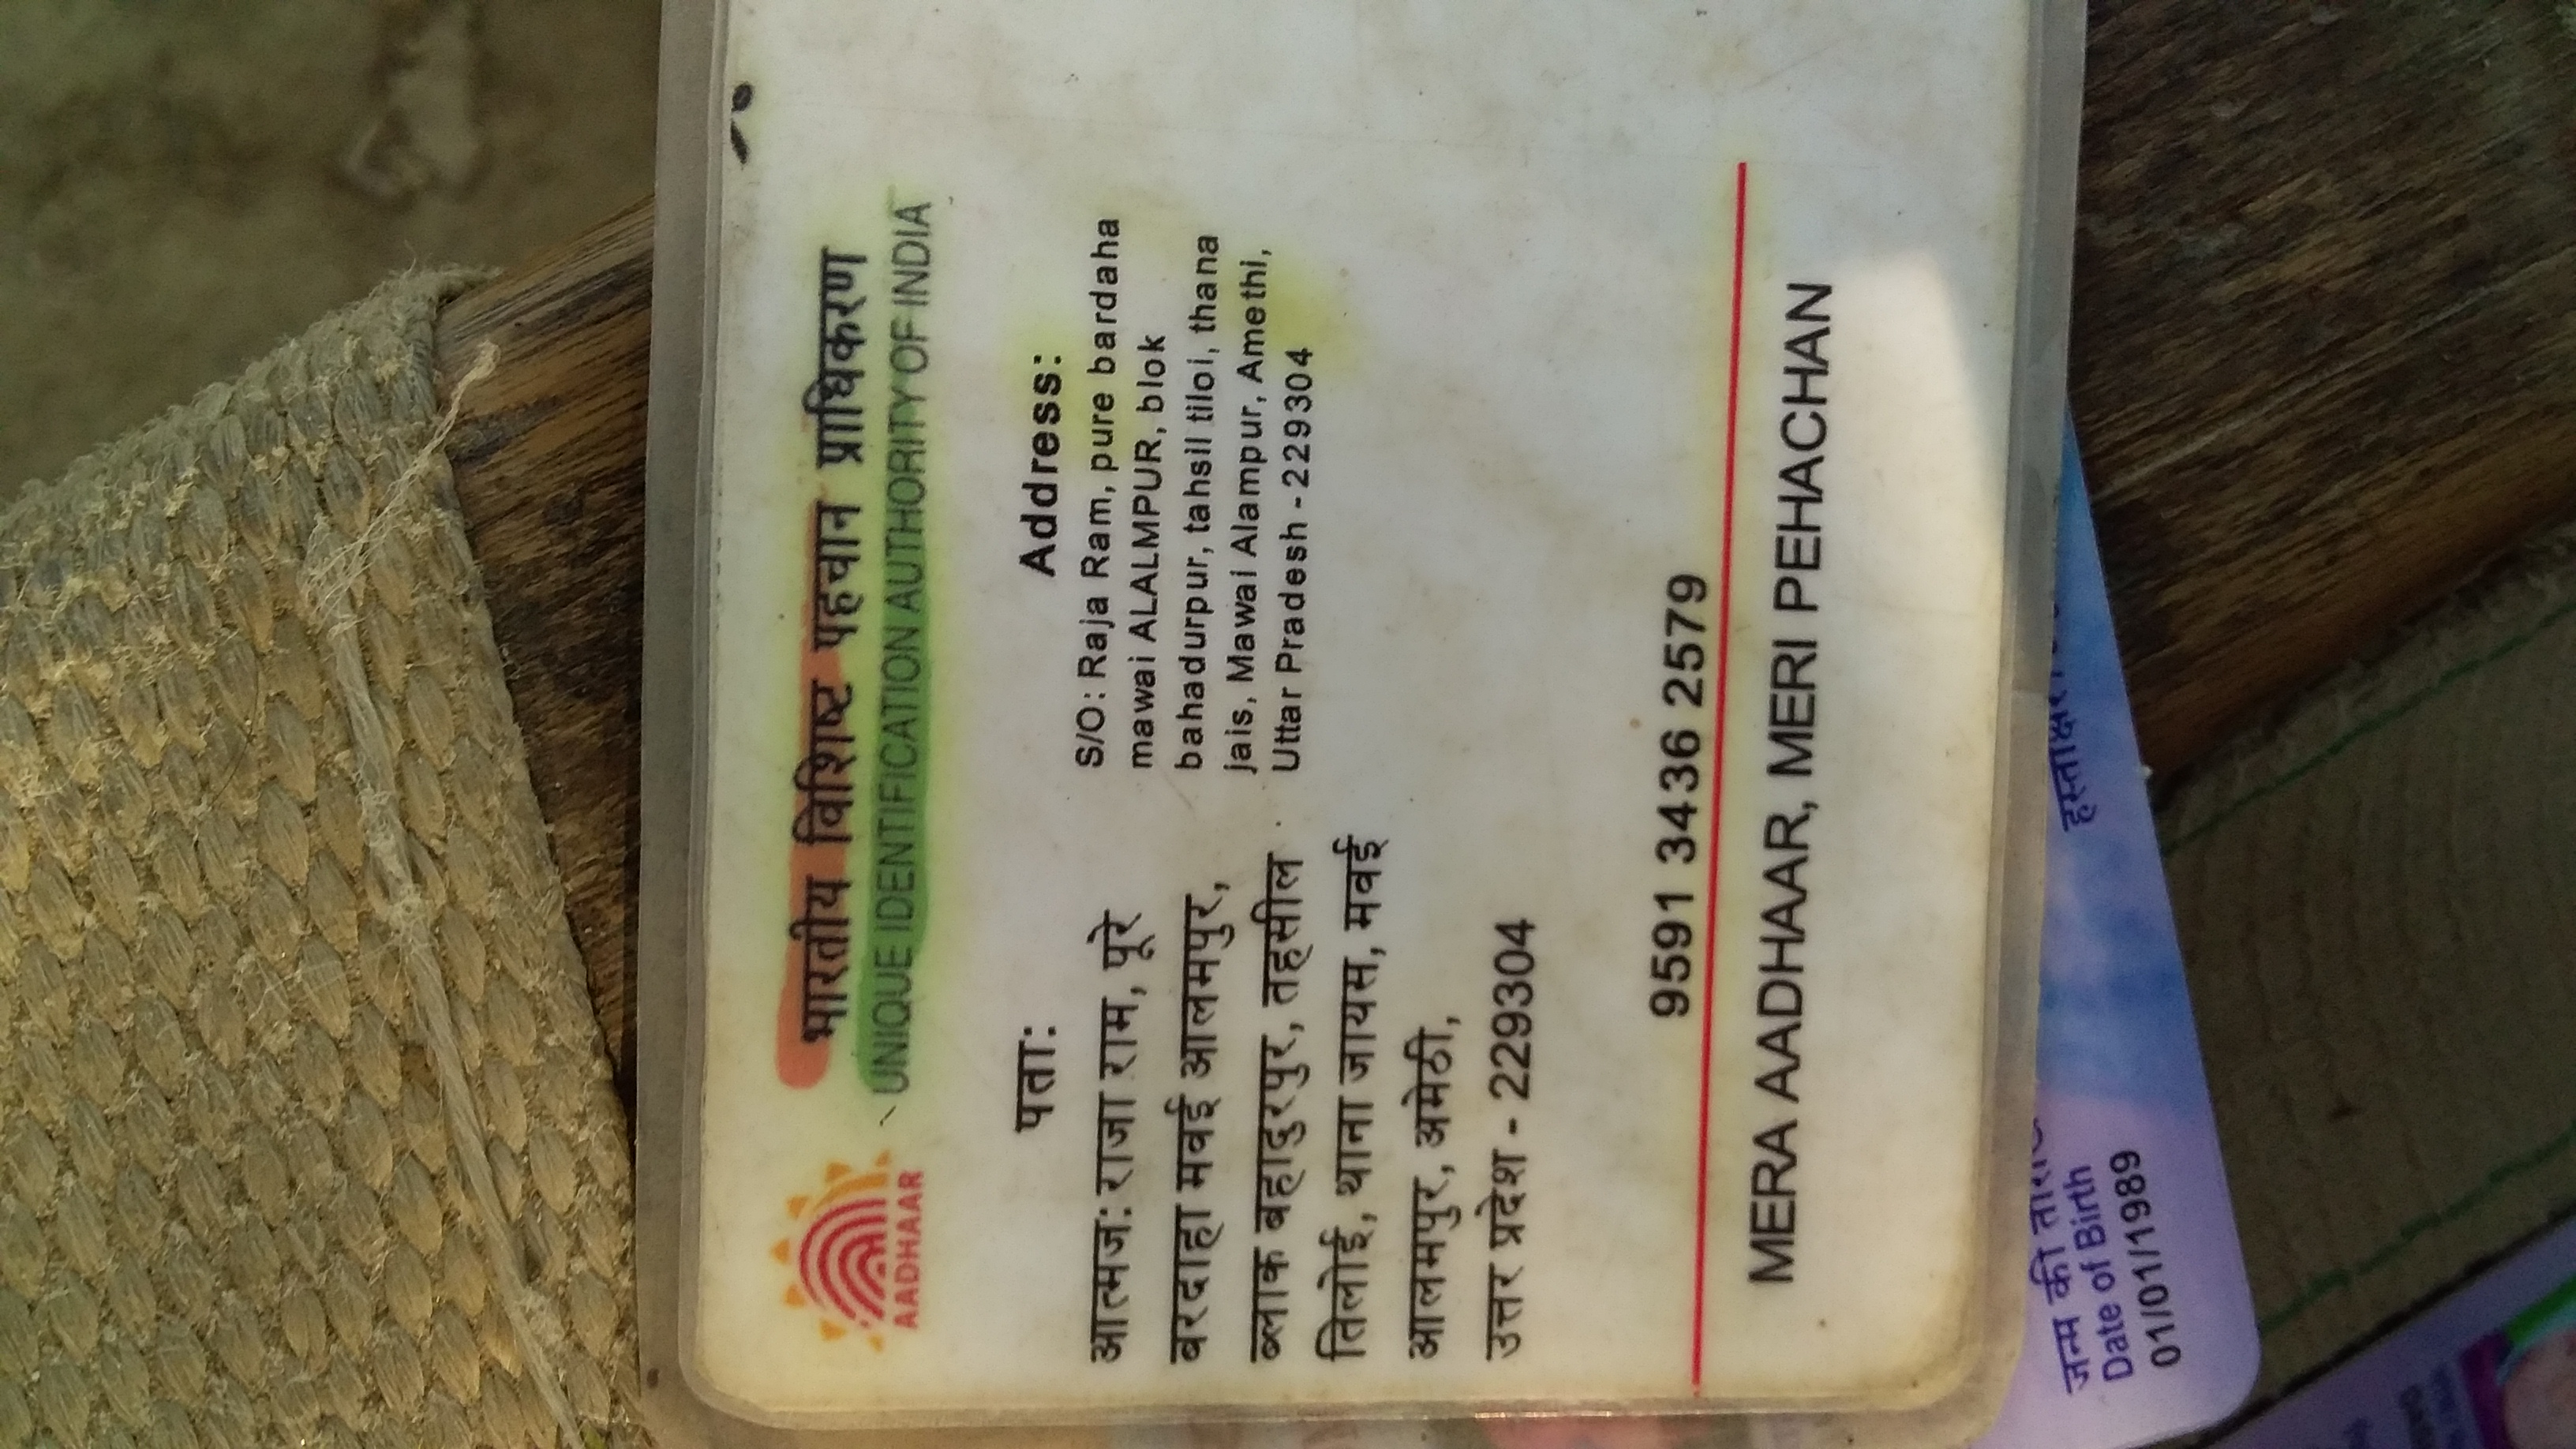 भारतीय विशिष्ट पहचान प्राधिकरण
UNIQUE IDENTIFICATION AUTHORITY OF INDIA
AADHAAR
पता:
आत्मज: राजा राम, पूरे
बरदाहा मवई आलमपुर,
ब्लाक बहादुरपुर, तहसील
तिलोई, थाना जायस, मवई
आलमपुर, अमेठी,
उत्तर प्रदेश - 229304
Address:
S/O: Raja Ram, pure bardaha
mawai ALALMPUR, blok
bahadurpur, tahsil tiloi, thana
jais, Mawai Alampur, Amethi,
Uttar Pradesh - 229304
9591 3436 2579
MERA AADHAAR, MERI PEHACHAN
जन्म की
Date of Birth
01/01/1989
हस्ताक्षर